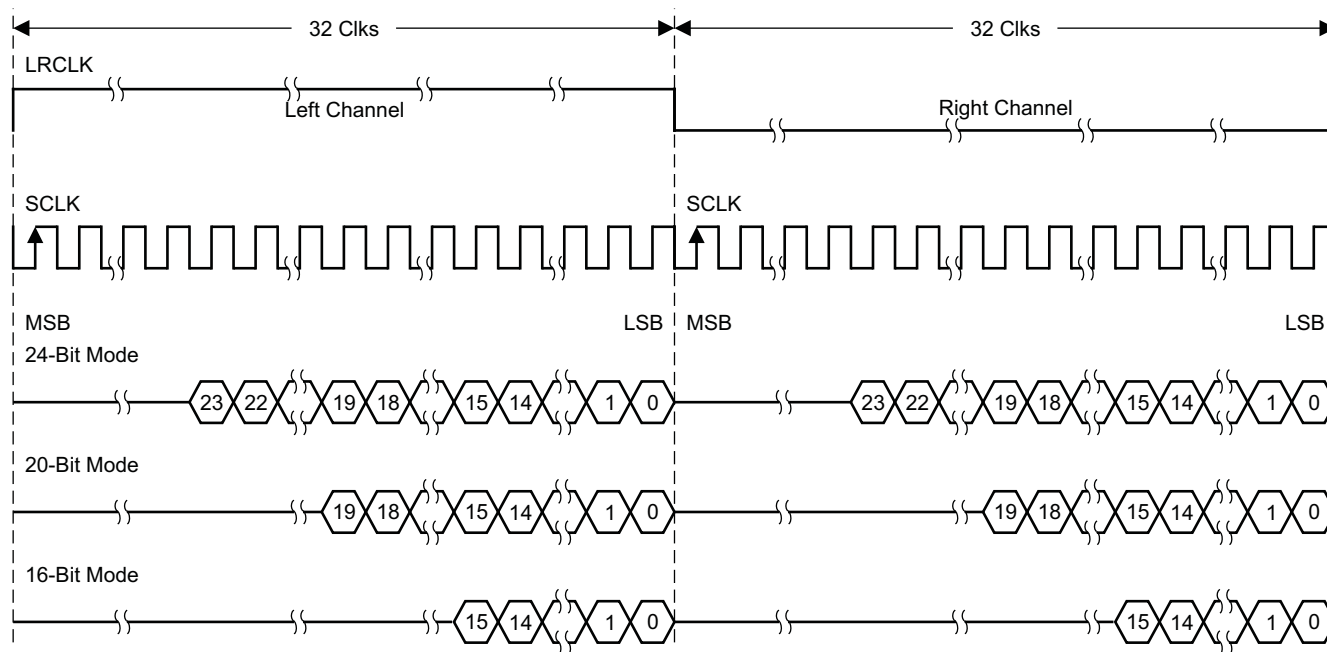 32 Clks 32 Clks
LRCLK
Left Channel
Right Channel
SCLK SCLK
MSB LSB MSB LSB
24-Bit Mode
23 22 19 18 15 14 1 0 23 22 19 18 15 14 1 0
20-Bit Mode
19 18 15 14 1 0 19 18 15 14 1 0
16-Bit Mode
15 14 1 0 15 14 1 0